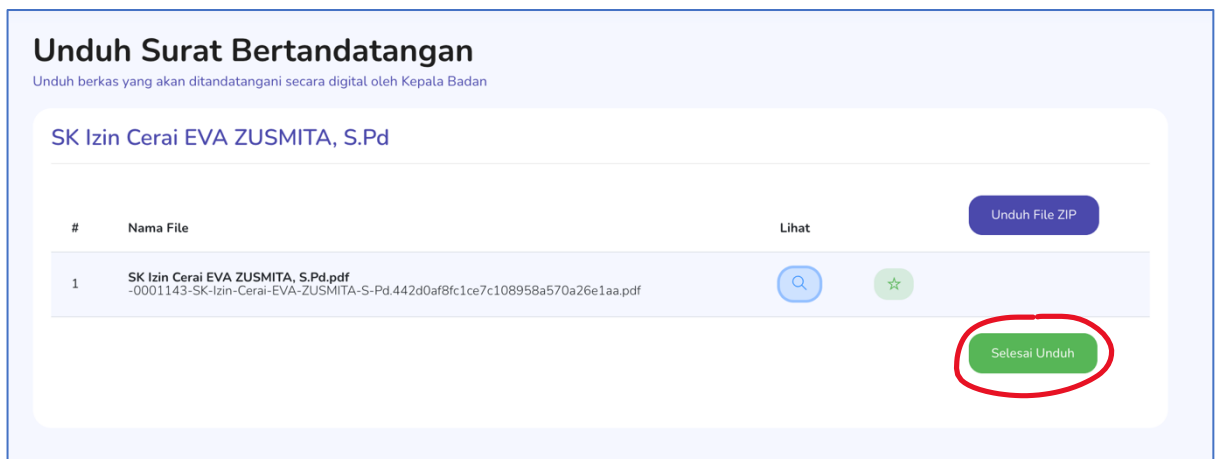 Unduh Surat Bertandatangan
Unduh berkas yang akan ditandatangani secara digital oleh Kepala Badan
SK Izin Cerai EVA ZUSMITA, S.Pd
Unduh File ZIP
# Nama File Lihat
1 SK Izin Cerai EVA ZUSMITA, S.Pd.pdf
-0001143-SK-Izin-Cerai-EVA-ZUSMITA-S-Pd.442d0af8fc1ce7c108958a570a26e1aa.pdf
Selesai Unduh